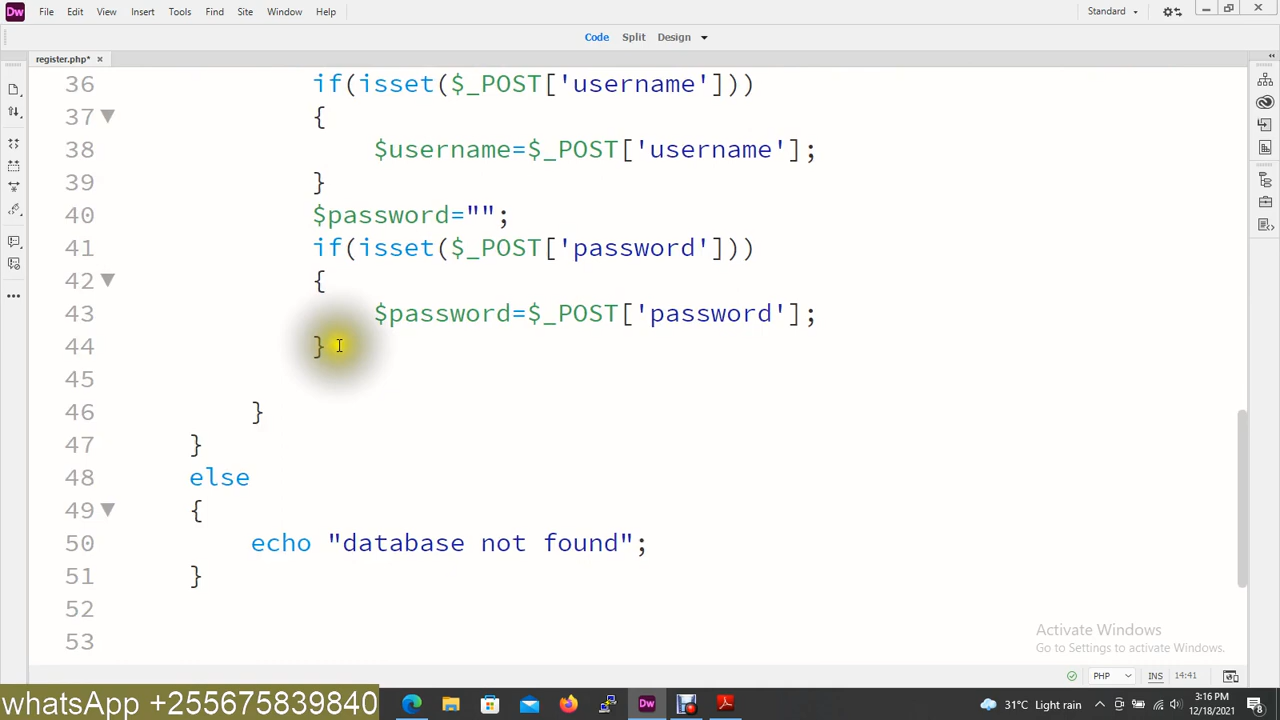 Dw File Edit View Insert Tools Find Site Window Help Standard
Code Split Design
register.php*
36 if(isset($_POST['username']))
37 {
38 $username=$_POST['username'];
39 }
40 $password="";
41 if(isset($_POST['password']))
42 {
43 $password=$_POST['password'];
44 }
45
46 }
47 }
48 else
49 {
50 echo "database not found";
51 }
52
53
Activate Windows
Go to Settings to activate Windows.
PHP INS 14:41
whatsApp +255675839840
Dw
31°C Light rain
3:16 PM
12/18/2021
8